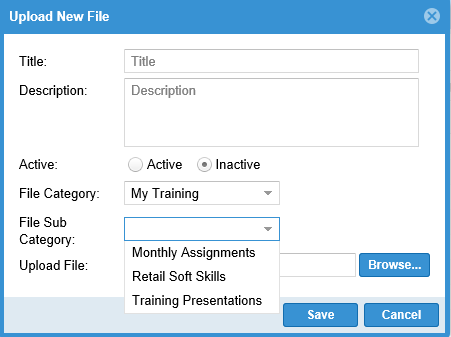 Upload New File
Title: Title
Description: Description
Active: Active Inactive
File Category: My Training
File Sub
Category:
Monthly Assignments
Upload File: Browse...
Retail Soft Skills
Training Presentations
Save Cancel